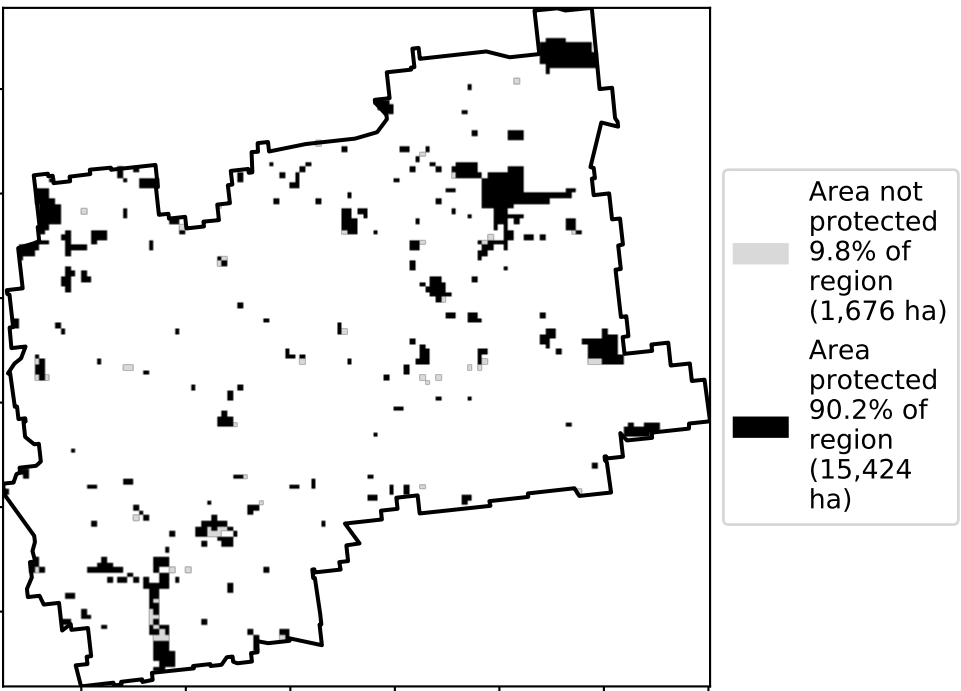 Area not
protected
9.8% of
region
(1,676 ha)
Area
protected
90.2% of
region
(15,424
ha)